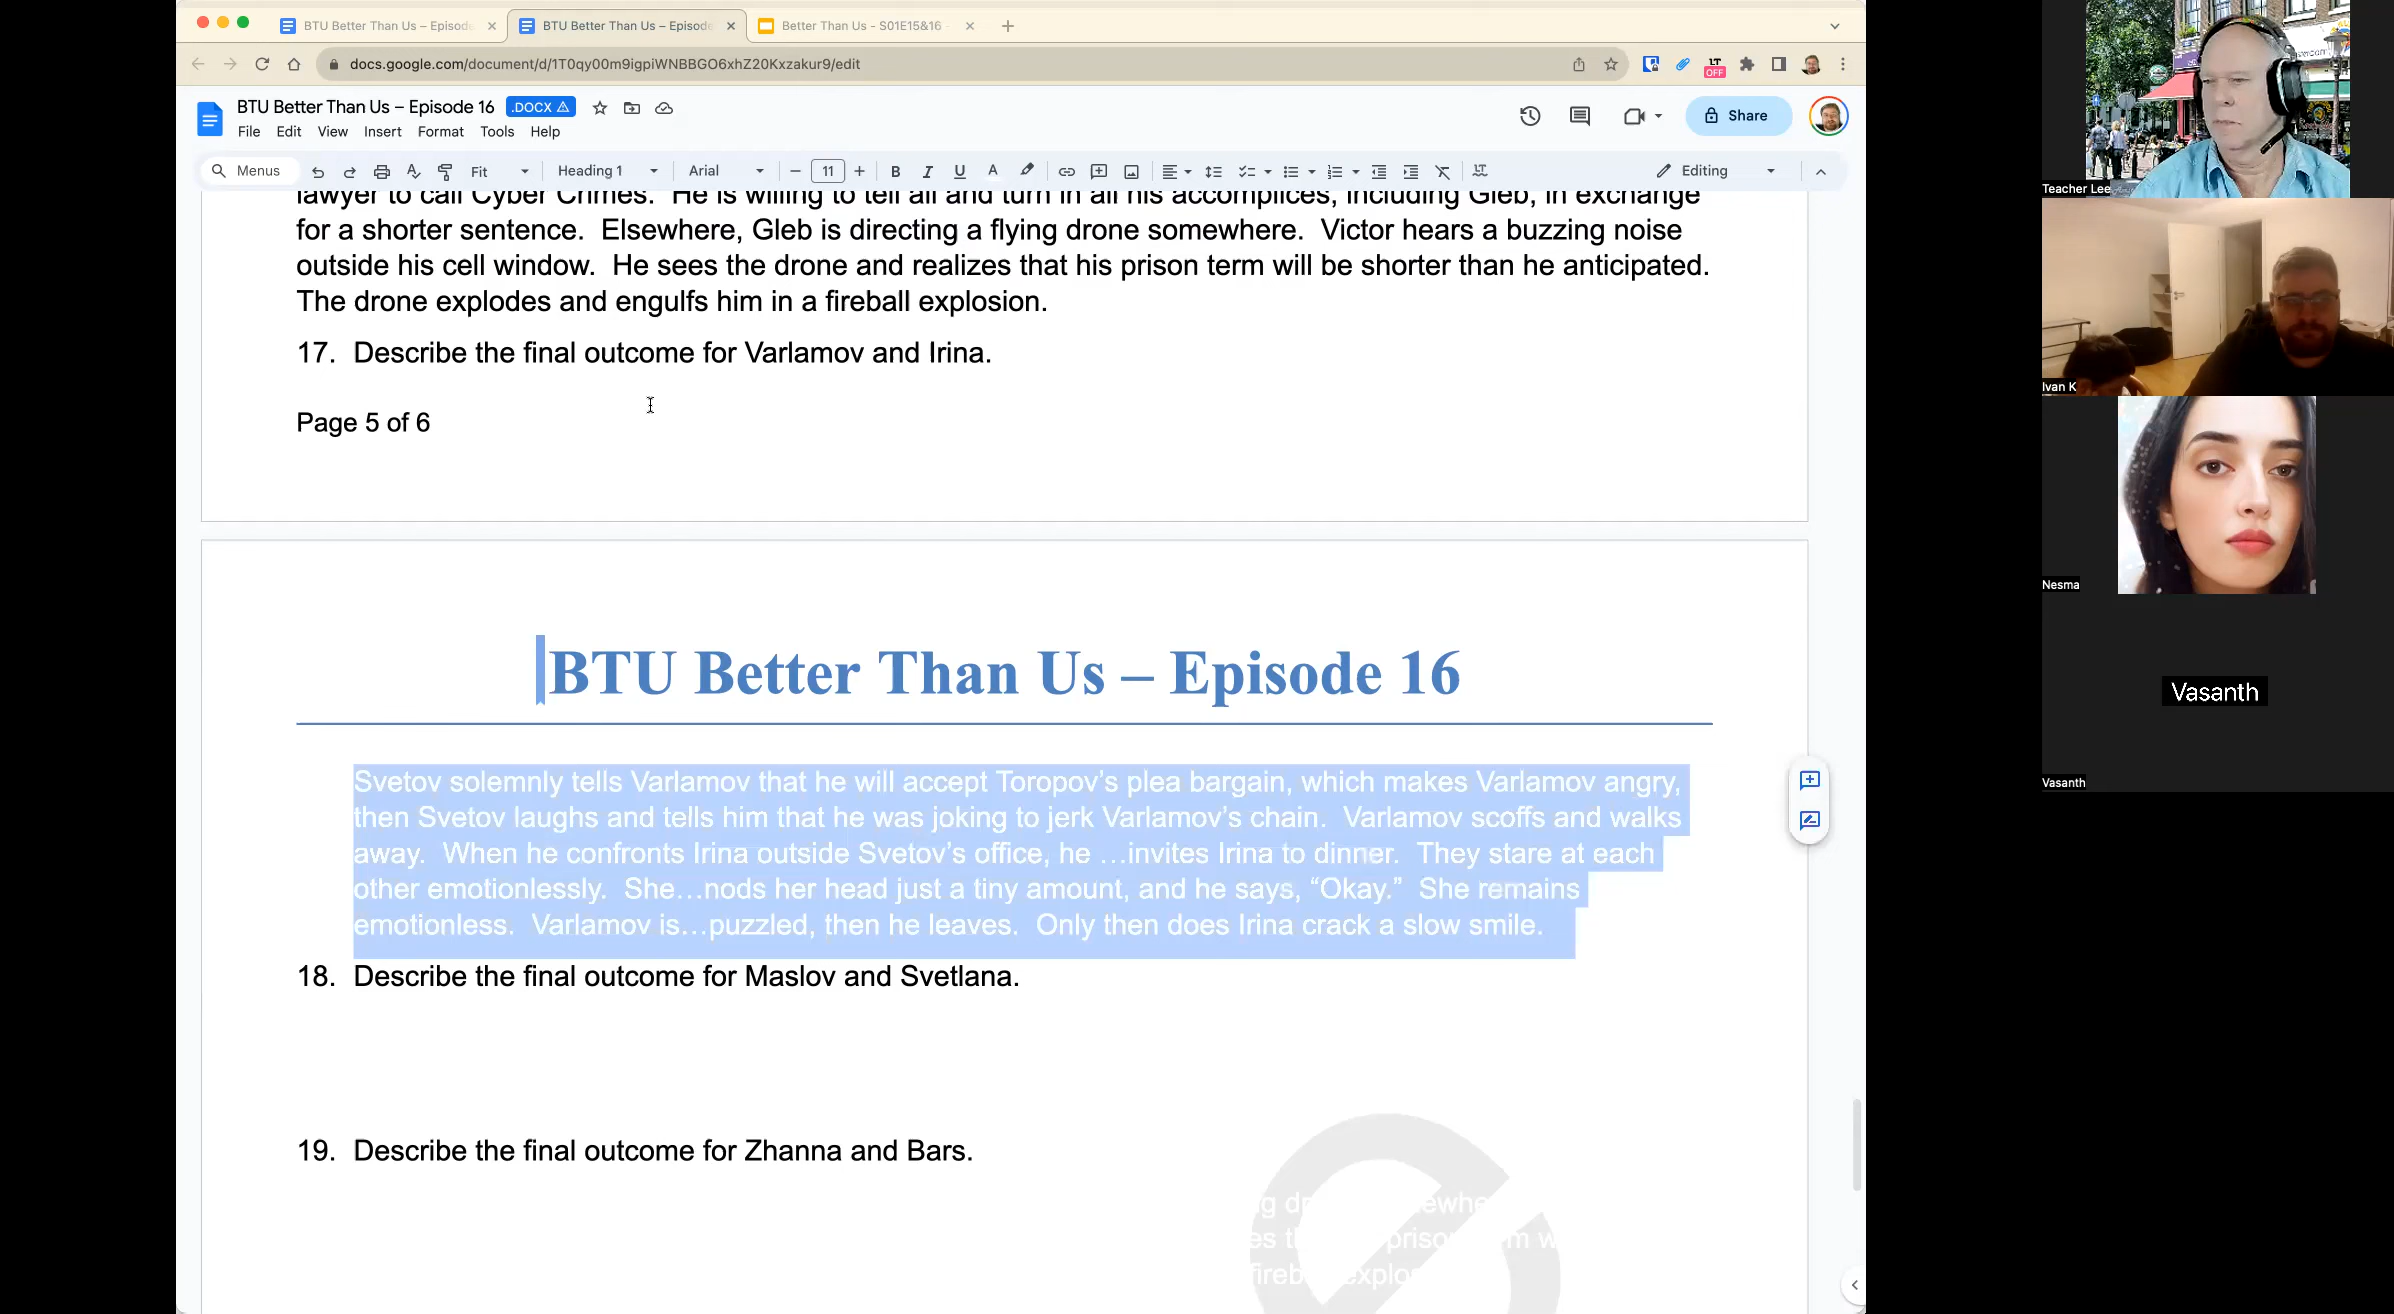 BTU Better Than Us – Episode
BTU Better Than Us – Episode
Better Than Us - S01E15&16 -
docs.google.com/document/d/1T0qy00m9igpiWNBBGO6xhZ20Kxzakur9/edit
LT OFF
BTU Better Than Us – Episode 16 .DOCX
File Edit View Insert Format Tools Help
Share
Menus Fit Heading 1 Arial 11 Editing
lawyer to call Cyber Crimes.  He is willing to tell all and turn in all his accomplices, including Gleb, in exchange
for a shorter sentence.  Elsewhere, Gleb is directing a flying drone somewhere.  Victor hears a buzzing noise
outside his cell window.  He sees the drone and realizes that his prison term will be shorter than he anticipated.
The drone explodes and engulfs him in a fireball explosion.
17.  Describe the final outcome for Varlamov and Irina.
Page 5 of 6
BTU Better Than Us – Episode 16
Svetov solemnly tells Varlamov that he will accept Toropov’s plea bargain, which makes Varlamov angry,
then Svetov laughs and tells him that he was joking to jerk Varlamov’s chain.  Varlamov scoffs and walks
away.  When he confronts Irina outside Svetov’s office, he …invites Irina to dinner.  They stare at each
other emotionlessly.  She…nods her head just a tiny amount, and he says, “Okay.”  She remains
emotionless.  Varlamov is…puzzled, then he leaves.  Only then does Irina crack a slow smile.
18.  Describe the final outcome for Maslov and Svetlana.
19.  Describe the final outcome for Zhanna and Bars.
Teacher Lee
Ivan K
Nesma
Vasanth
Vasanth